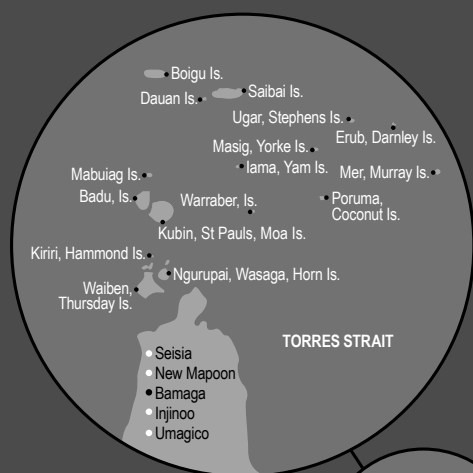 Boigu Is.
Saibai Is.
Dauan Is.
Ugar, Stephens Is.
Erub, Darnley Is.
Masig, Yorke Is.
Iama, Yam Is.
Mer, Murray Is.
Mabuiag Is.
Badu, Is.
Warraber, Is.
Poruma,
Coconut Is.
Kubin, St Pauls, Moa Is.
Kiriri, Hammond Is.
Ngurupai, Wasaga, Horn Is.
Waiben,
Thursday Is.
TORRES STRAIT
Seisia
New Mapoon
Bamaga
Injinoo
Umagico